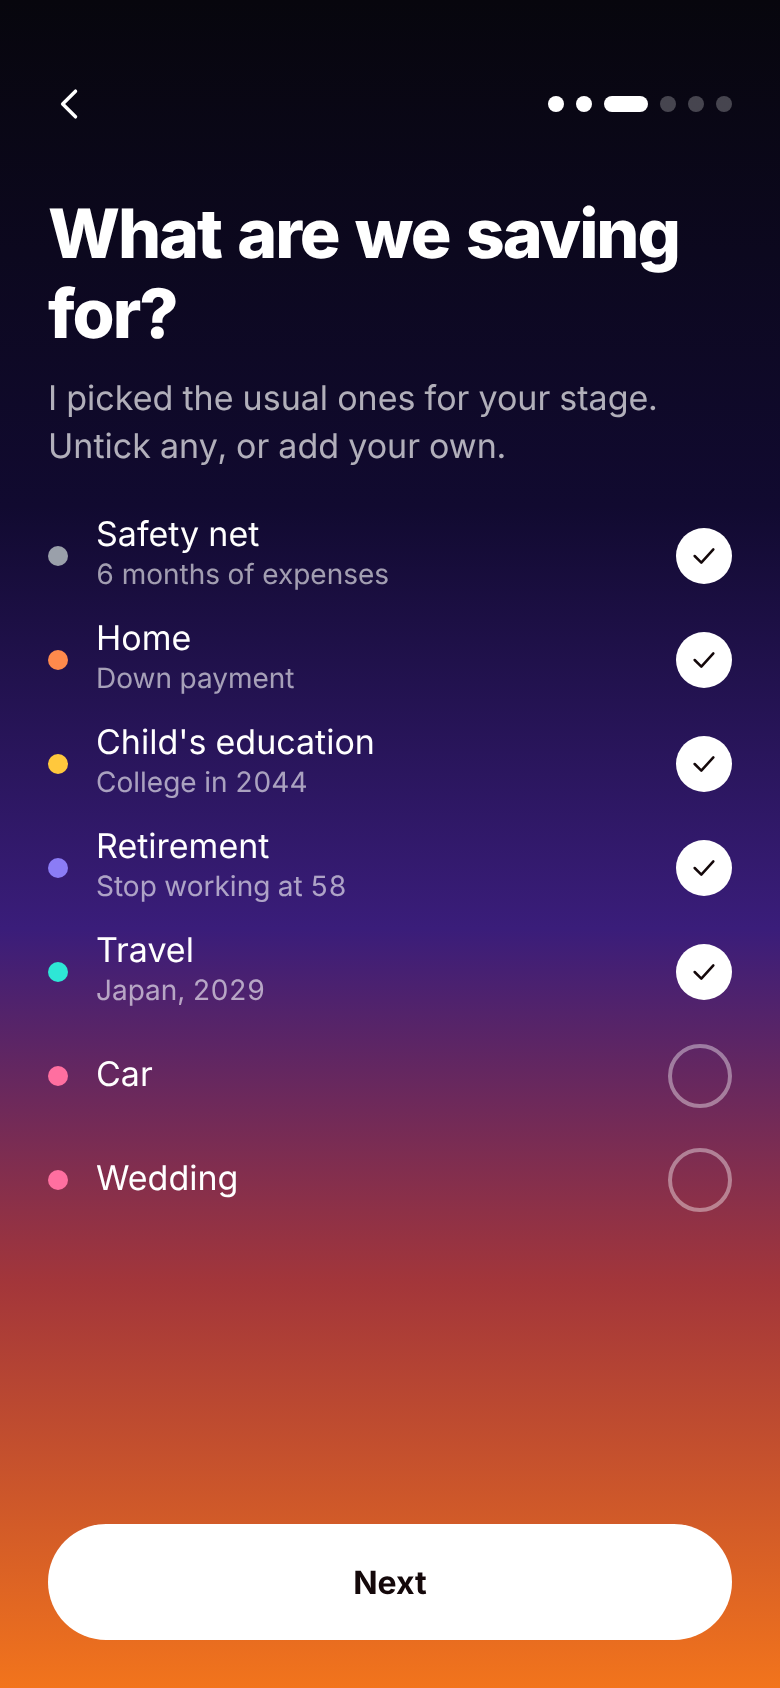 What are we saving
for?
I picked the usual ones for your stage.
Untick any, or add your own.
Safety net
6 months of expenses
Home
Down payment
Child's education
College in 2044
Retirement
Stop working at 58
Travel
Japan, 2029
Car
Wedding
Next